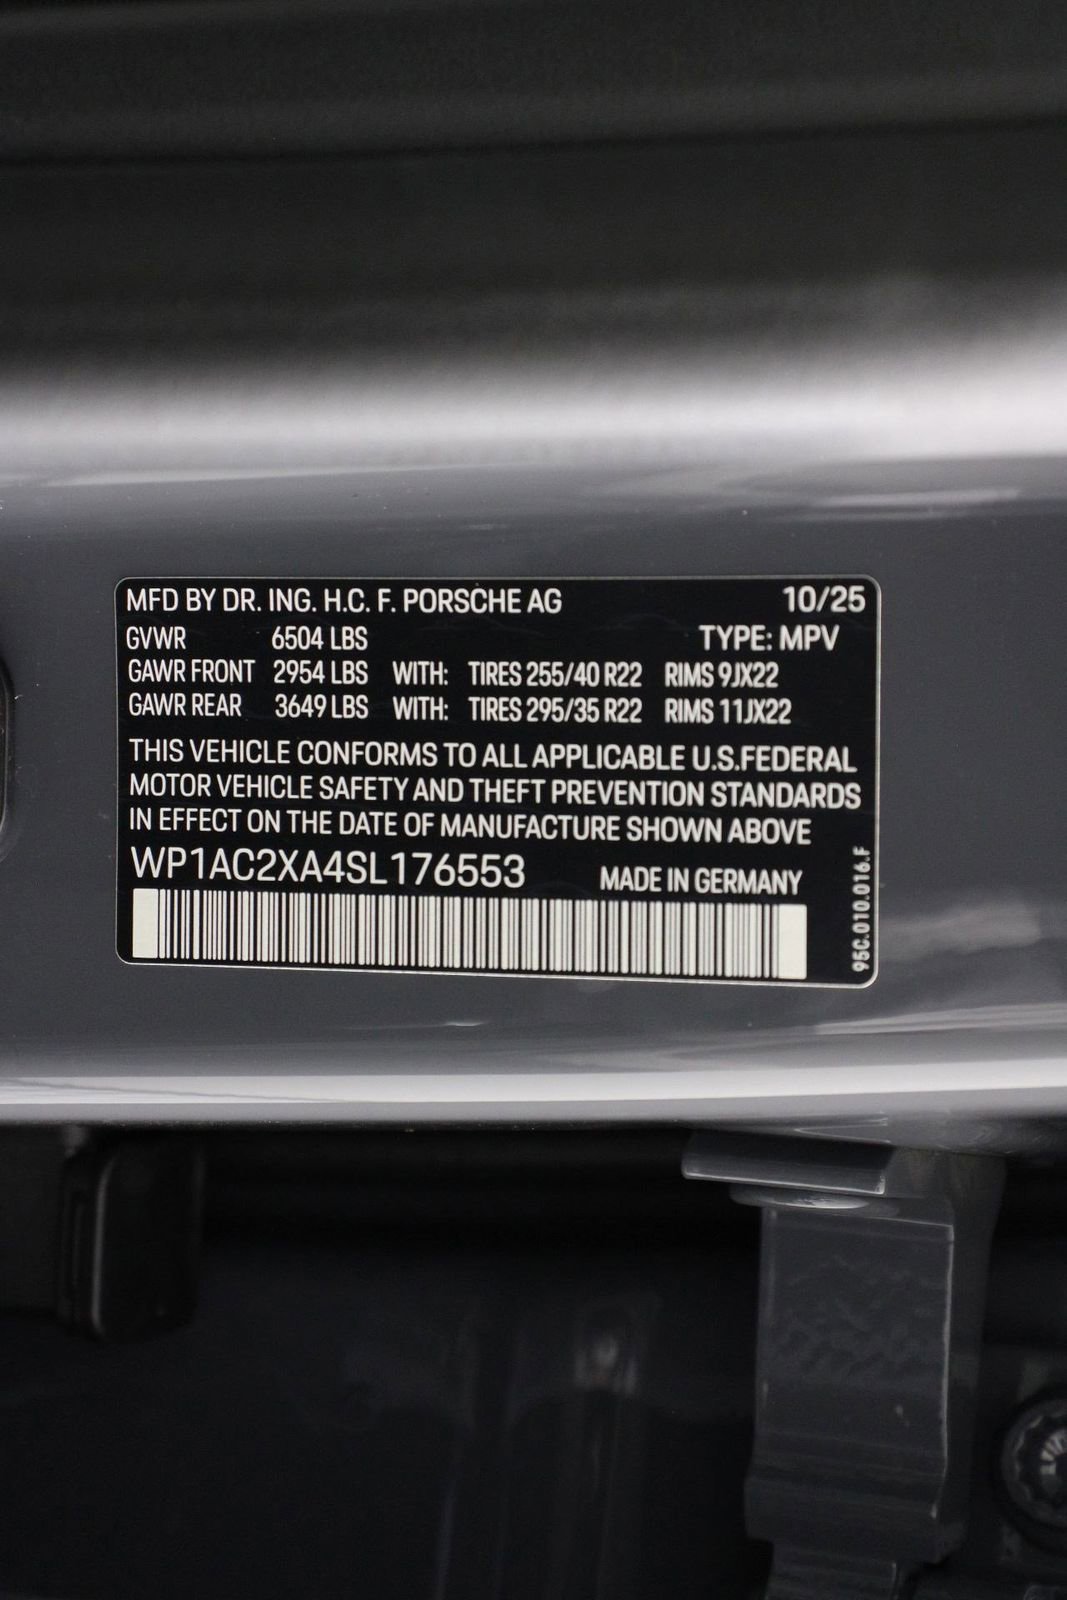 MFD BY DR. ING. H.C. F. PORSCHE AG 10/25
GVWR 6504 LBS TYPE: MPV
GAWR FRONT 2954 LBS WITH: TIRES 255/40 R22 RIMS 9JX22
GAWR REAR 3649 LBS WITH: TIRES 295/35 R22 RIMS 11JX22
THIS VEHICLE CONFORMS TO ALL APPLICABLE U.S.FEDERAL
MOTOR VEHICLE SAFETY AND THEFT PREVENTION STANDARDS
IN EFFECT ON THE DATE OF MANUFACTURE SHOWN ABOVE
WP1AC2XA4SL176553 MADE IN GERMANY
95C.010.016.F